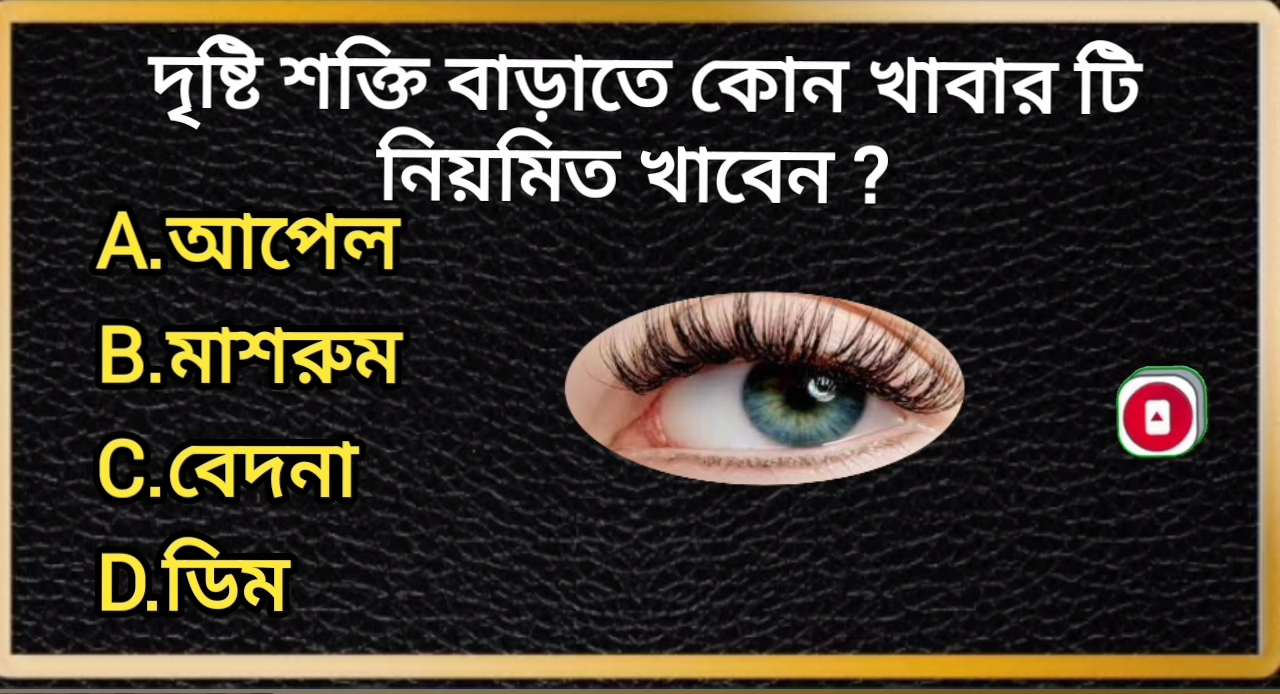 দৃষ্টি শক্তি বাড়াতে কোন খাবার টি
নিয়মিত খাবেন ?
A.আপেল
B.মাশরুম
C.বেদনা
D.ডিম